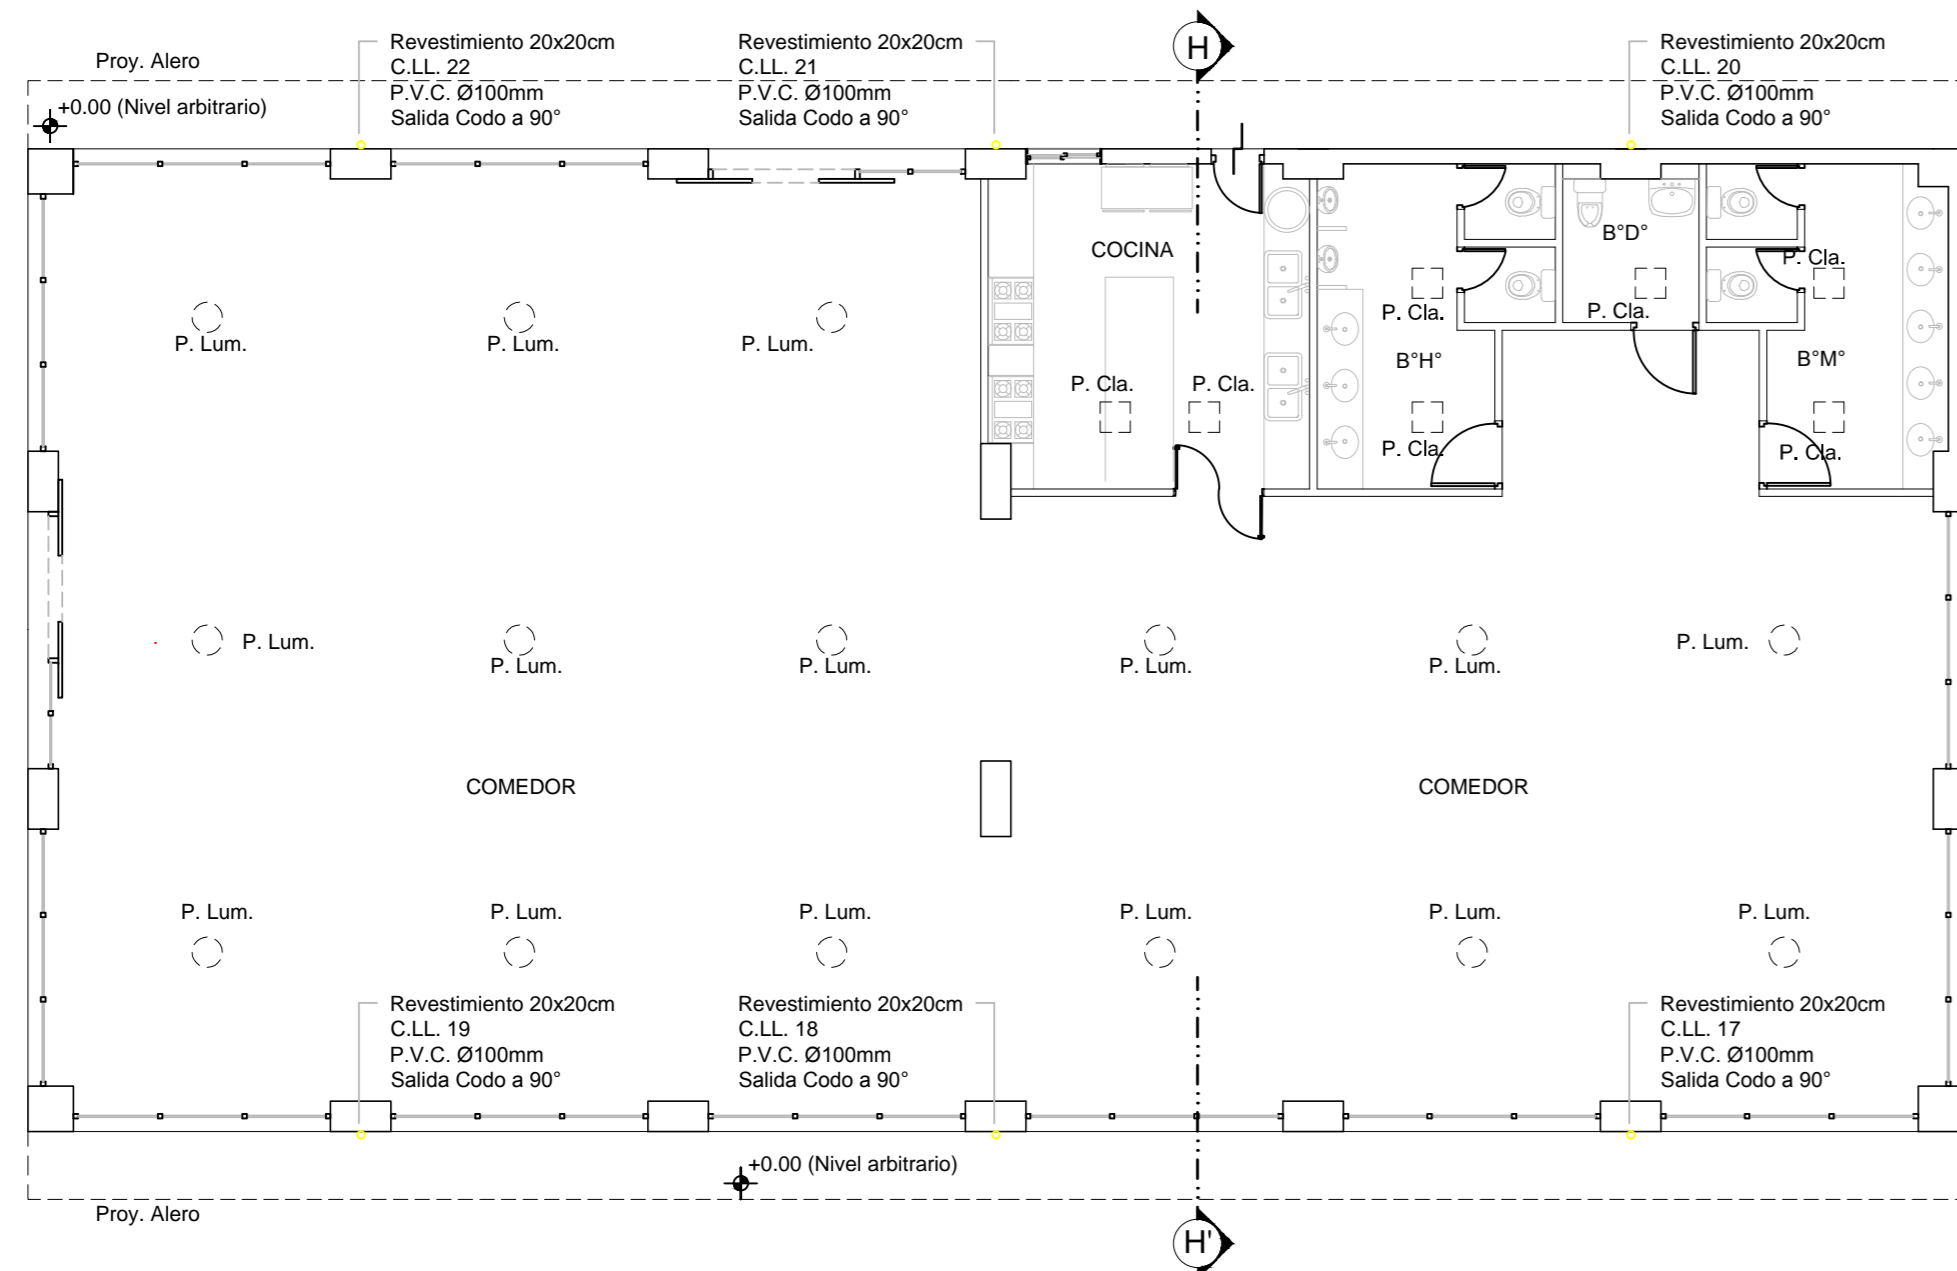 H
Proy. Alero
+0.00 (Nivel arbitrario)
Revestimiento 20x20cm
C.LL. 22
P.V.C. Ø100mm
Salida Codo a 90°
Revestimiento 20x20cm
C.LL. 21
P.V.C. Ø100mm
Salida Codo a 90°
Revestimiento 20x20cm
C.LL. 20
P.V.C. Ø100mm
Salida Codo a 90°
COCINA
B°D°
P. Cla.
P. Cla.
P. Cla.
P. Lum.
P. Lum.
P. Lum.
B°H°
B°M°
P. Cla.
P. Cla.
P. Cla.
P. Cla.
P. Lum.
P. Lum.
P. Lum.
P. Lum.
P. Lum.
P. Lum.
COMEDOR
COMEDOR
P. Lum.
P. Lum.
P. Lum.
P. Lum.
P. Lum.
P. Lum.
Revestimiento 20x20cm
C.LL. 19
P.V.C. Ø100mm
Salida Codo a 90°
Revestimiento 20x20cm
C.LL. 18
P.V.C. Ø100mm
Salida Codo a 90°
Revestimiento 20x20cm
C.LL. 17
P.V.C. Ø100mm
Salida Codo a 90°
+0.00 (Nivel arbitrario)
Proy. Alero
H'